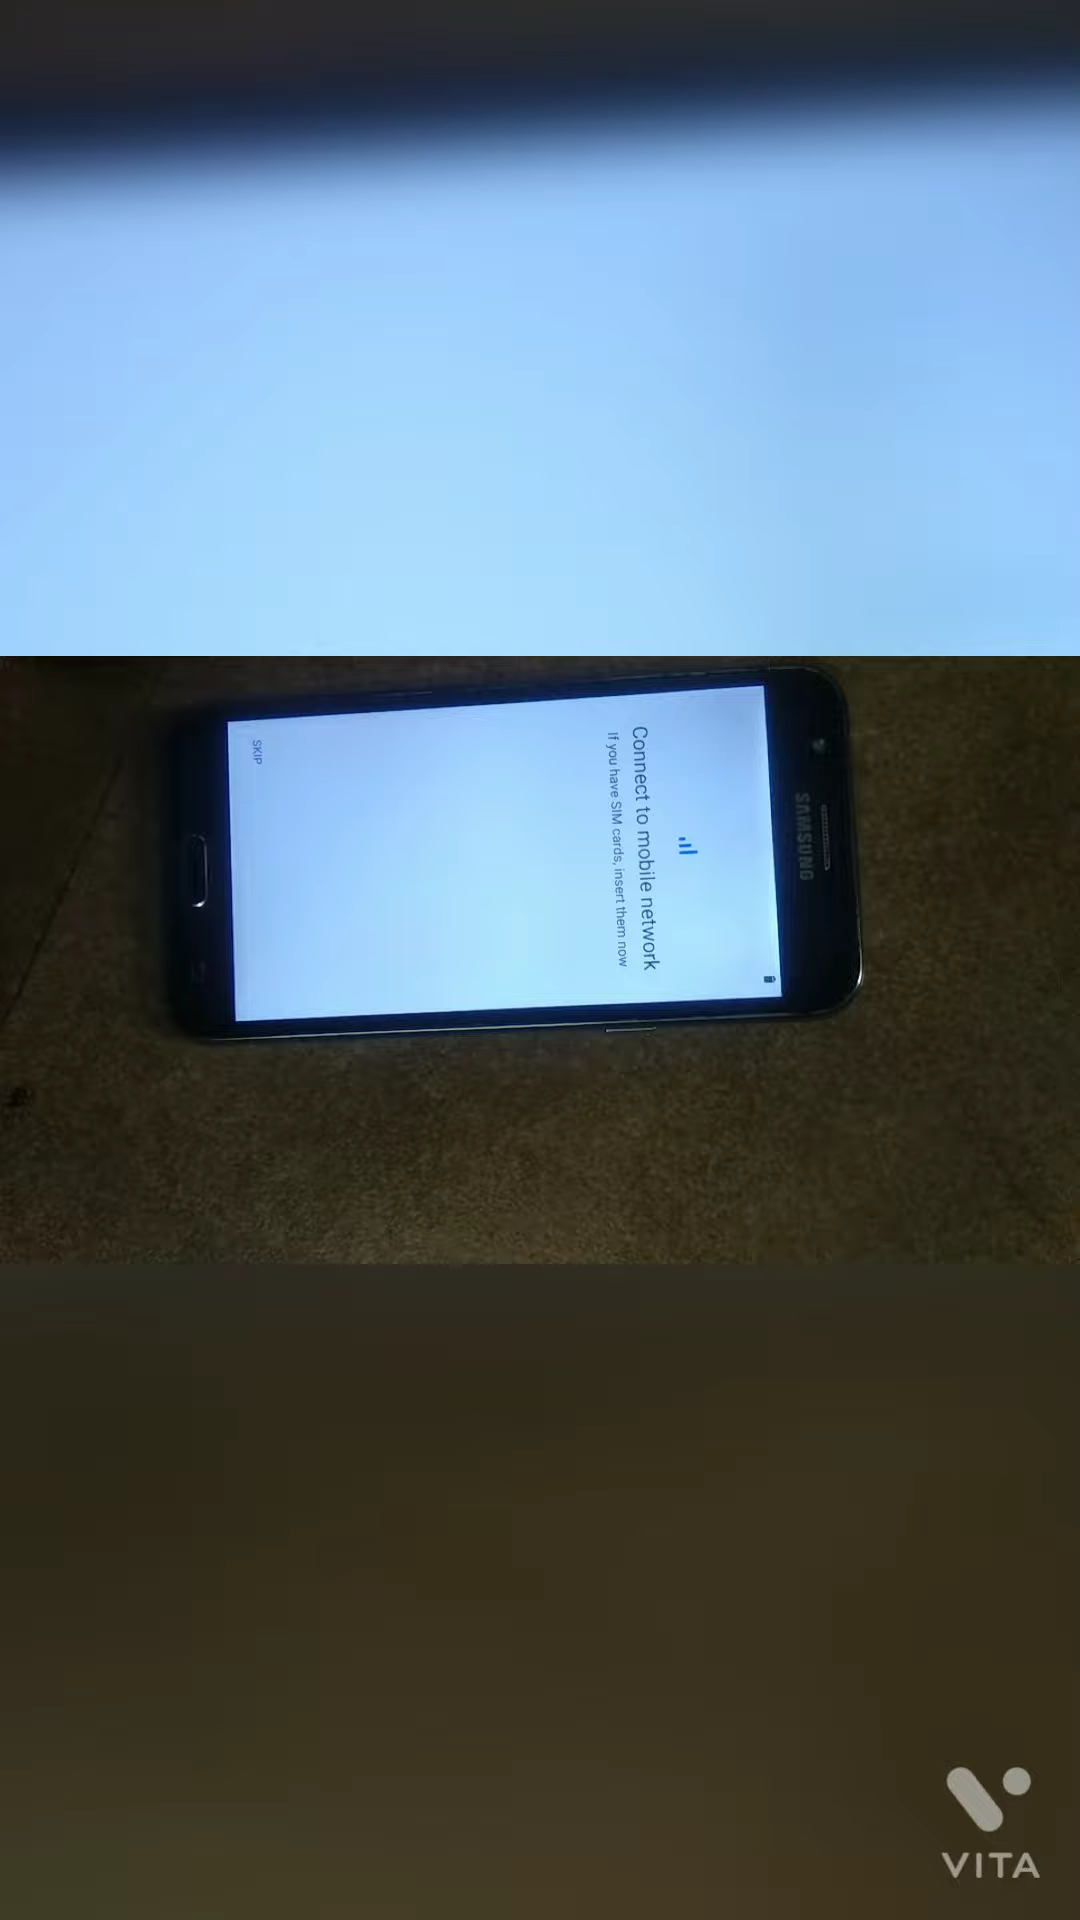 SAMSUNG
Connect to mobile network
If you have SIM cards, insert them now
SKIP
VITA